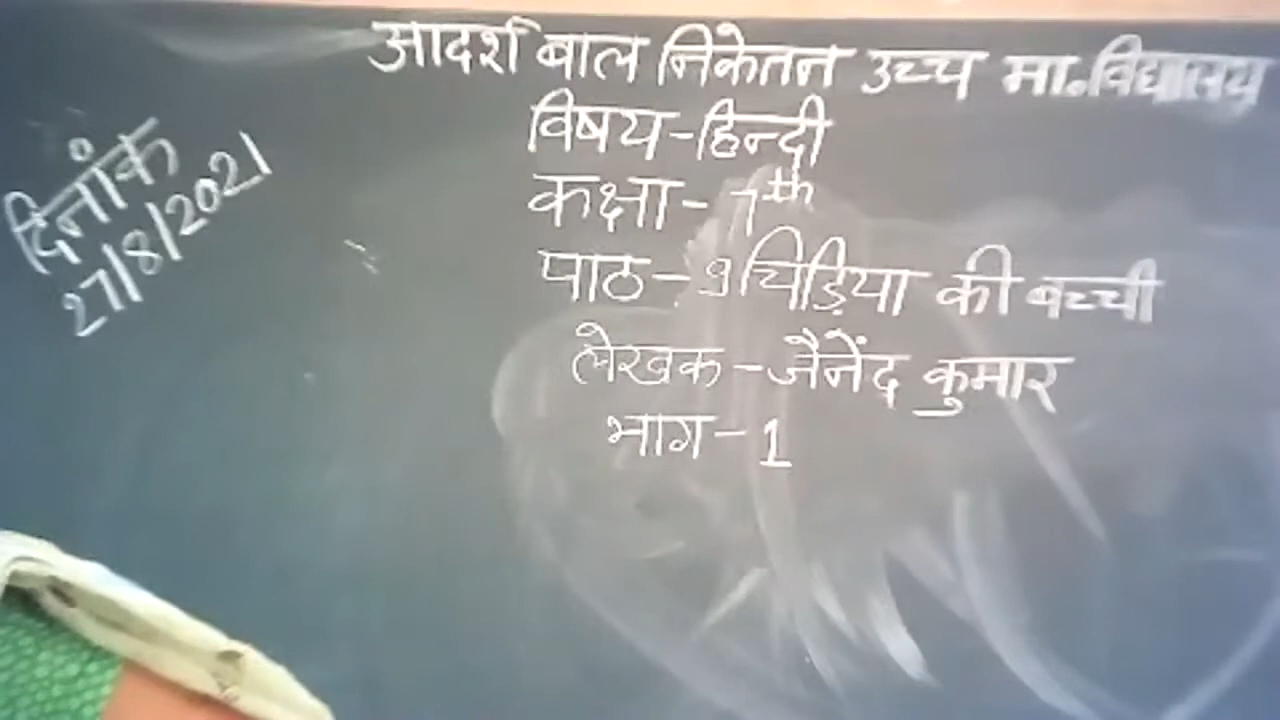 आदर्श बाल निकेतन उच्च मा.विद्यालय
विषय-हिन्दी
कक्षा-7th
पाठ-9 चिड़िया की बच्ची
लेखक-जैनेंद कुमार
भाग-1
दिनांक
27/8/2021